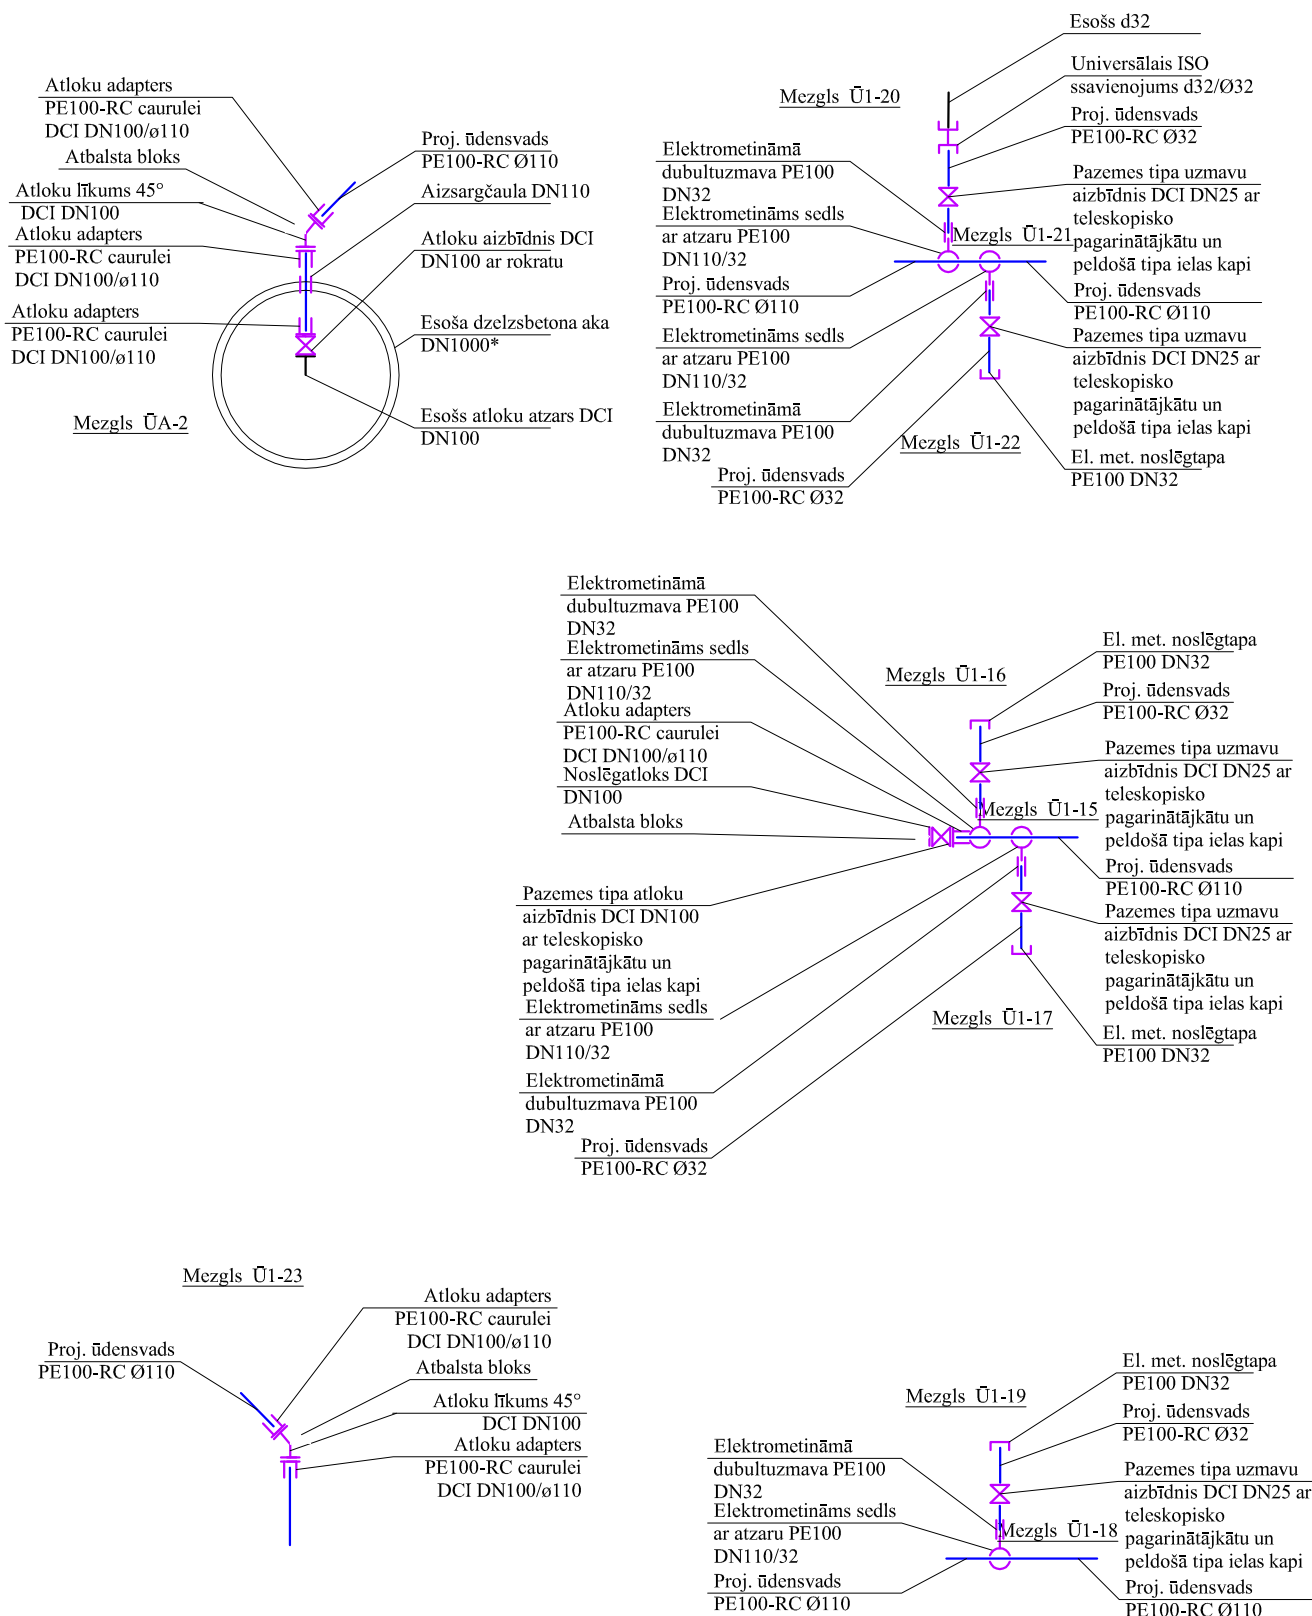 Atloku adapters
PE100-RC caurulei
DCI DN100/ø110
Atbalsta bloks
Atloku līkums 45°
DCI DN100
Atloku adapters
PE100-RC caurulei
DCI DN100/ø110
Atloku adapters
PE100-RC caurulei
DCI DN100/ø110
Mezgls ŪA-2
Proj. ūdensvads
PE100-RC Ø110
Aizsargčaula DN110
Atloku aizbīdnis DCI
DN100 ar rokratu
Esoša dzelzsbetona aka
DN1000*
Esošs atloku atzars DCI
DN100
Mezgls Ū1-20
Elektrometināmā
dubultuzmava PE100
DN32
Elektrometināms sedls
ar atzaru PE100
DN110/32
Proj. ūdensvads
PE100-RC Ø110
Elektrometināms sedls
ar atzaru PE100
DN110/32
Elektrometināmā
dubultuzmava PE100
DN32
Proj. ūdensvads
PE100-RC Ø32
Mezgls Ū1-21
Mezgls Ū1-22
Esošs d32
Universālais ISO
ssavienojums d32/Ø32
Proj. ūdensvads
PE100-RC Ø32
Pazemes tipa uzmavu
aizbīdnis DCI DN25 ar
teleskopisko
pagarinātājkātu un
peldošā tipa ielas kapi
Proj. ūdensvads
PE100-RC Ø110
Pazemes tipa uzmavu
aizbīdnis DCI DN25 ar
teleskopisko
pagarinātājkātu un
peldošā tipa ielas kapi
El. met. noslēgtapa
PE100 DN32
Elektrometināmā
dubultuzmava PE100
DN32
Elektrometināms sedls
ar atzaru PE100
DN110/32
Atloku adapters
PE100-RC caurulei
DCI DN100/ø110
Noslēgatloks DCI
DN100
Atbalsta bloks
Pazemes tipa atloku
aizbīdnis DCI DN100
ar teleskopisko
pagarinātājkātu un
peldošā tipa ielas kapi
Elektrometināms sedls
ar atzaru PE100
DN110/32
Elektrometināmā
dubultuzmava PE100
DN32
Proj. ūdensvads
PE100-RC Ø32
Mezgls Ū1-16
Mezgls Ū1-15
Mezgls Ū1-17
El. met. noslēgtapa
PE100 DN32
Proj. ūdensvads
PE100-RC Ø32
Pazemes tipa uzmavu
aizbīdnis DCI DN25 ar
teleskopisko
pagarinātājkātu un
peldošā tipa ielas kapi
Proj. ūdensvads
PE100-RC Ø110
Pazemes tipa uzmavu
aizbīdnis DCI DN25 ar
teleskopisko
pagarinātājkātu un
peldošā tipa ielas kapi
El. met. noslēgtapa
PE100 DN32
Mezgls Ū1-23
Proj. ūdensvads
PE100-RC Ø110
Atloku adapters
PE100-RC caurulei
DCI DN100/ø110
Atbalsta bloks
Atloku līkums 45°
DCI DN100
Atloku adapters
PE100-RC caurulei
DCI DN100/ø110
Mezgls Ū1-19
Elektrometināmā
dubultuzmava PE100
DN32
Elektrometināms sedls
ar atzaru PE100
DN110/32
Proj. ūdensvads
PE100-RC Ø110
Mezgls Ū1-18
El. met. noslēgtapa
PE100 DN32
Proj. ūdensvads
PE100-RC Ø32
Pazemes tipa uzmavu
aizbīdnis DCI DN25 ar
teleskopisko
pagarinātājkātu un
peldošā tipa ielas kapi
Proj. ūdensvads
PE100-RC Ø110